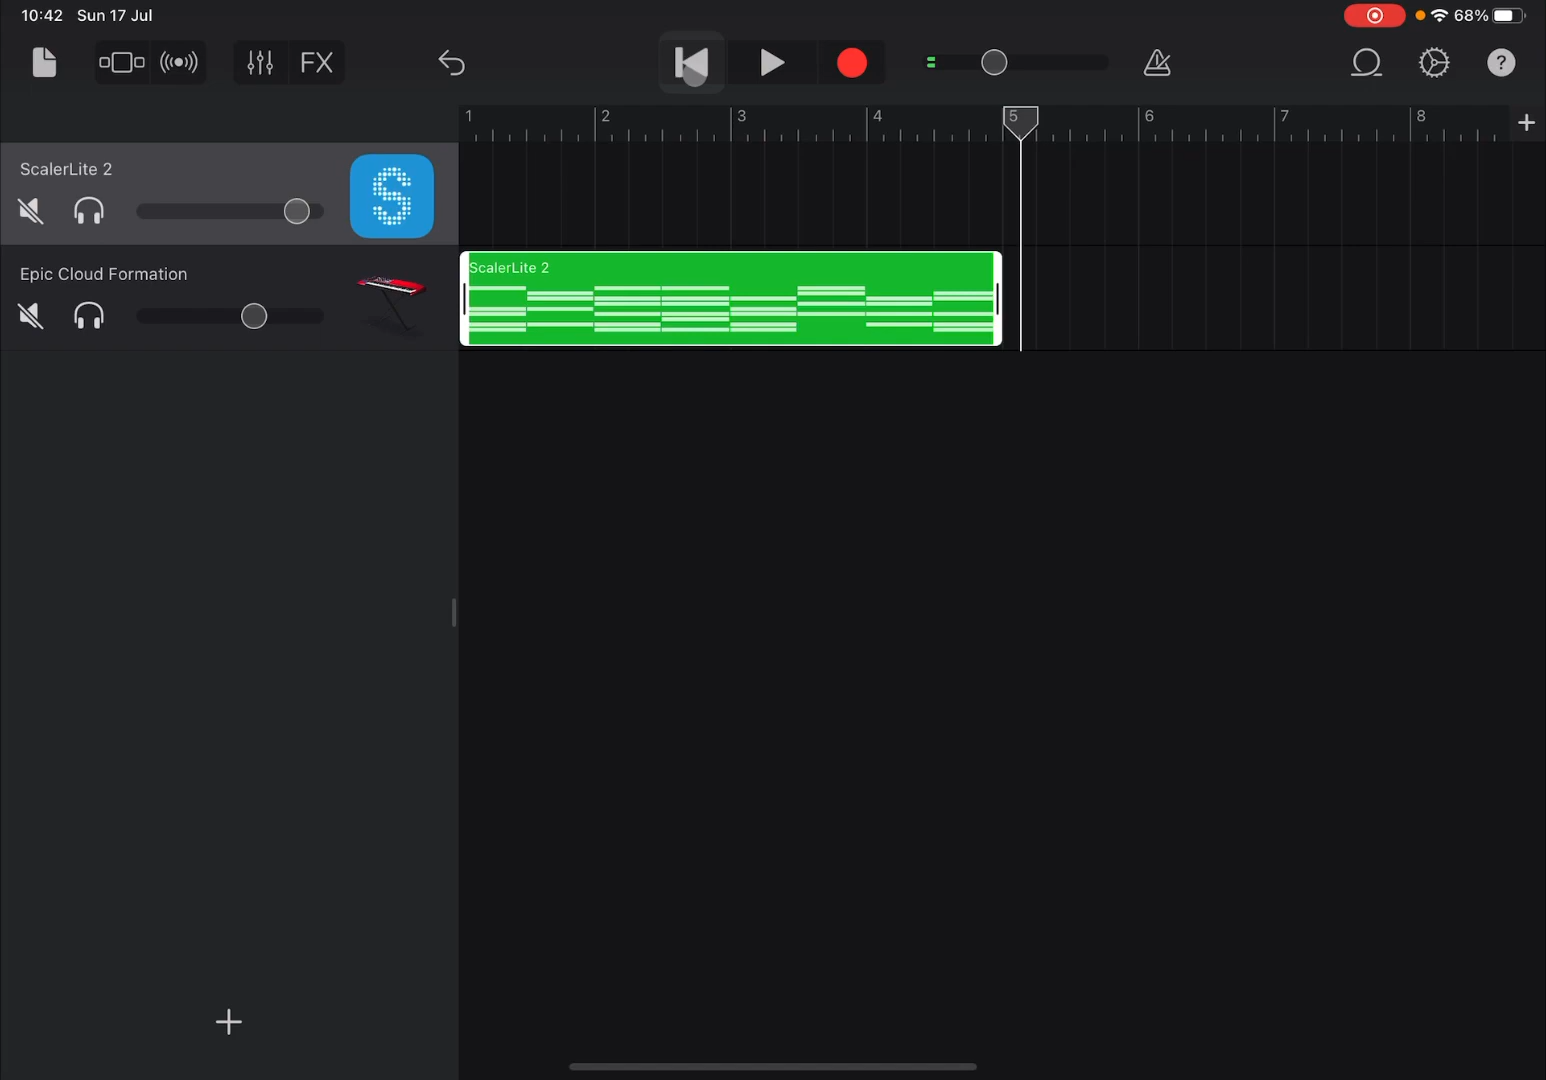 10:42 Sun 17 Jul
68%
FX
?
1 2 3 4 5 6 7 8
ScalerLite 2
S
Epic Cloud Formation
ScalerLite 2